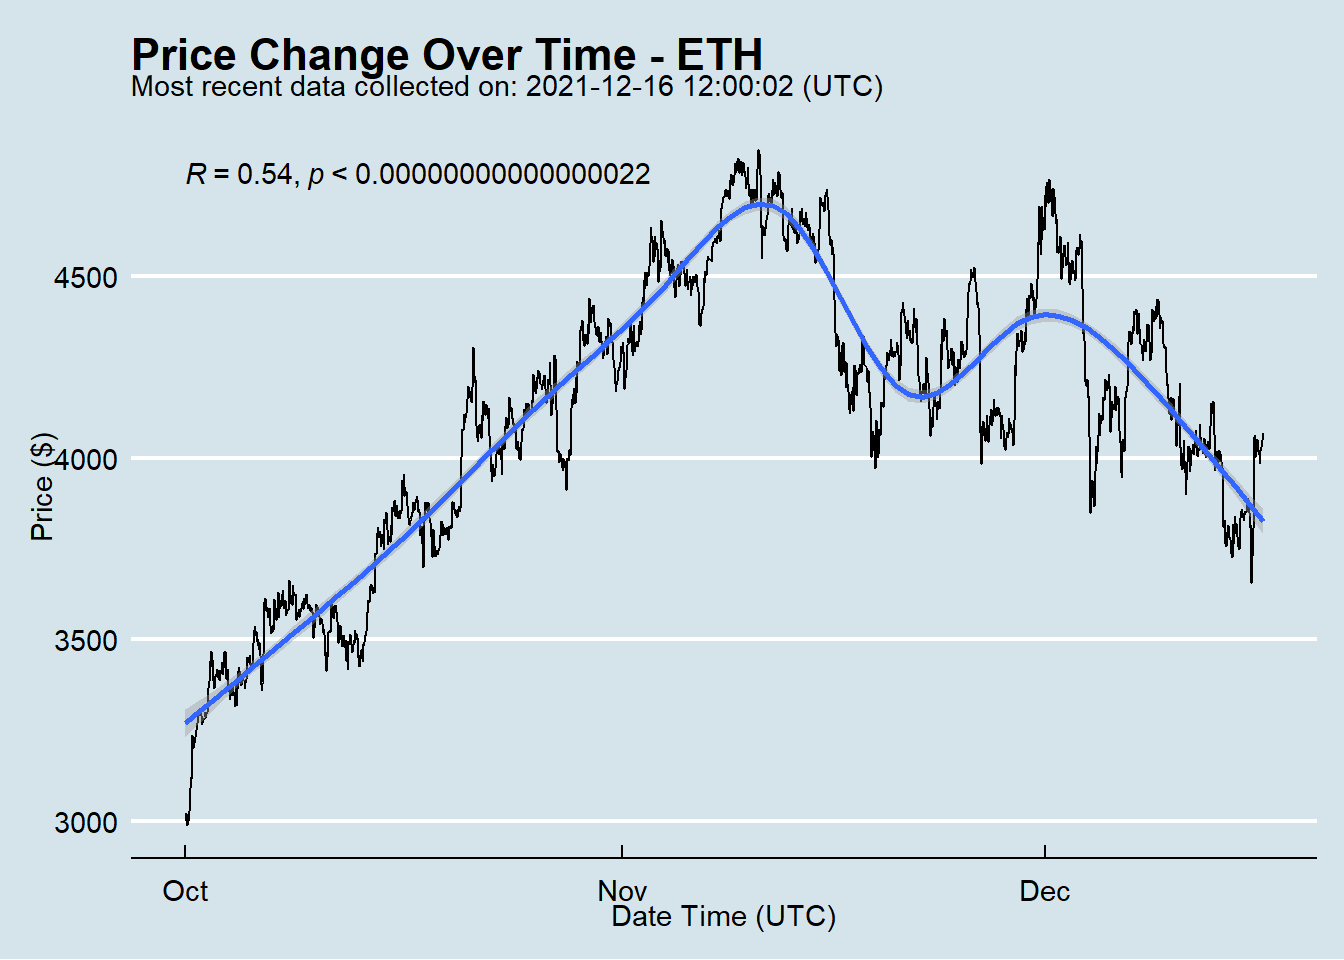 Price Change Over Time - ETH
Most recent data collected on: 2021-12-16 12:00:02 (UTC)
R = 0.54, p < 0.00000000000000022
Price ($)
4500
4000
3500
3000
Oct
Nov
Dec
Date Time (UTC)